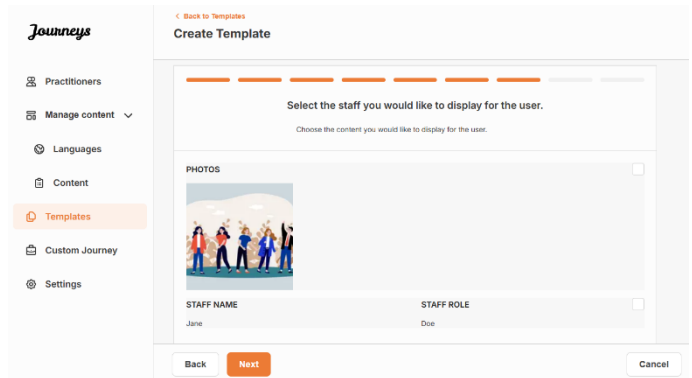 Journeys
Practitioners
Manage content
Languages
Content
Templates
Custom Journey
Settings
Back to Templates
Create Template
Select the staff you would like to display for the user.
Choose the content you would like to display for the user.
PHOTOS
STAFF NAME STAFF ROLE
Jane Doe
Back Next Cancel